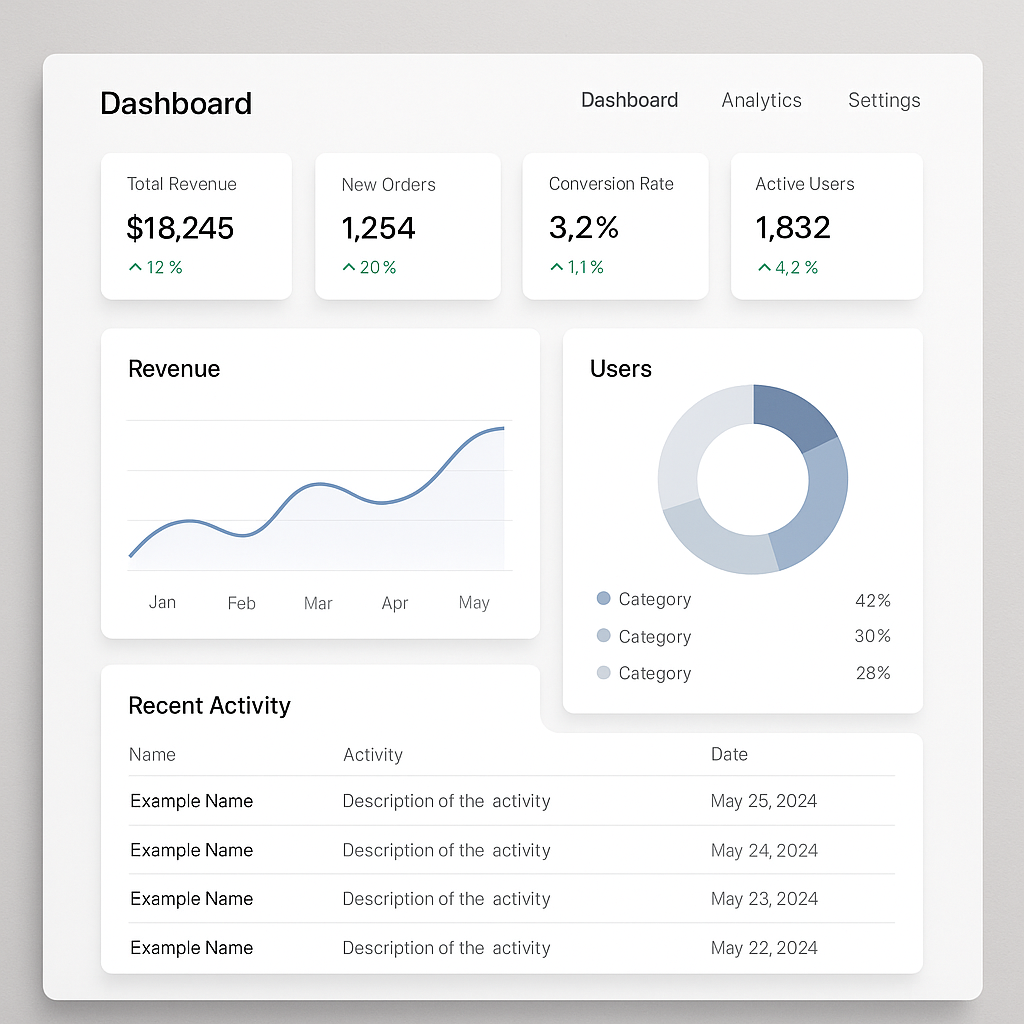 Dashboard
Dashboard Analytics Settings
Total Revenue
$18,245
12 %
New Orders
1,254
20 %
Conversion Rate
3,2%
1,1 %
Active Users
1,832
4,2 %
Revenue
Jan Feb Mar Apr May
Users
Category 42%
Category 30%
Category 28%
Recent Activity
Name Activity Date
Example Name Description of the activity May 25, 2024
Example Name Description of the activity May 24, 2024
Example Name Description of the activity May 23, 2024
Example Name Description of the activity May 22, 2024